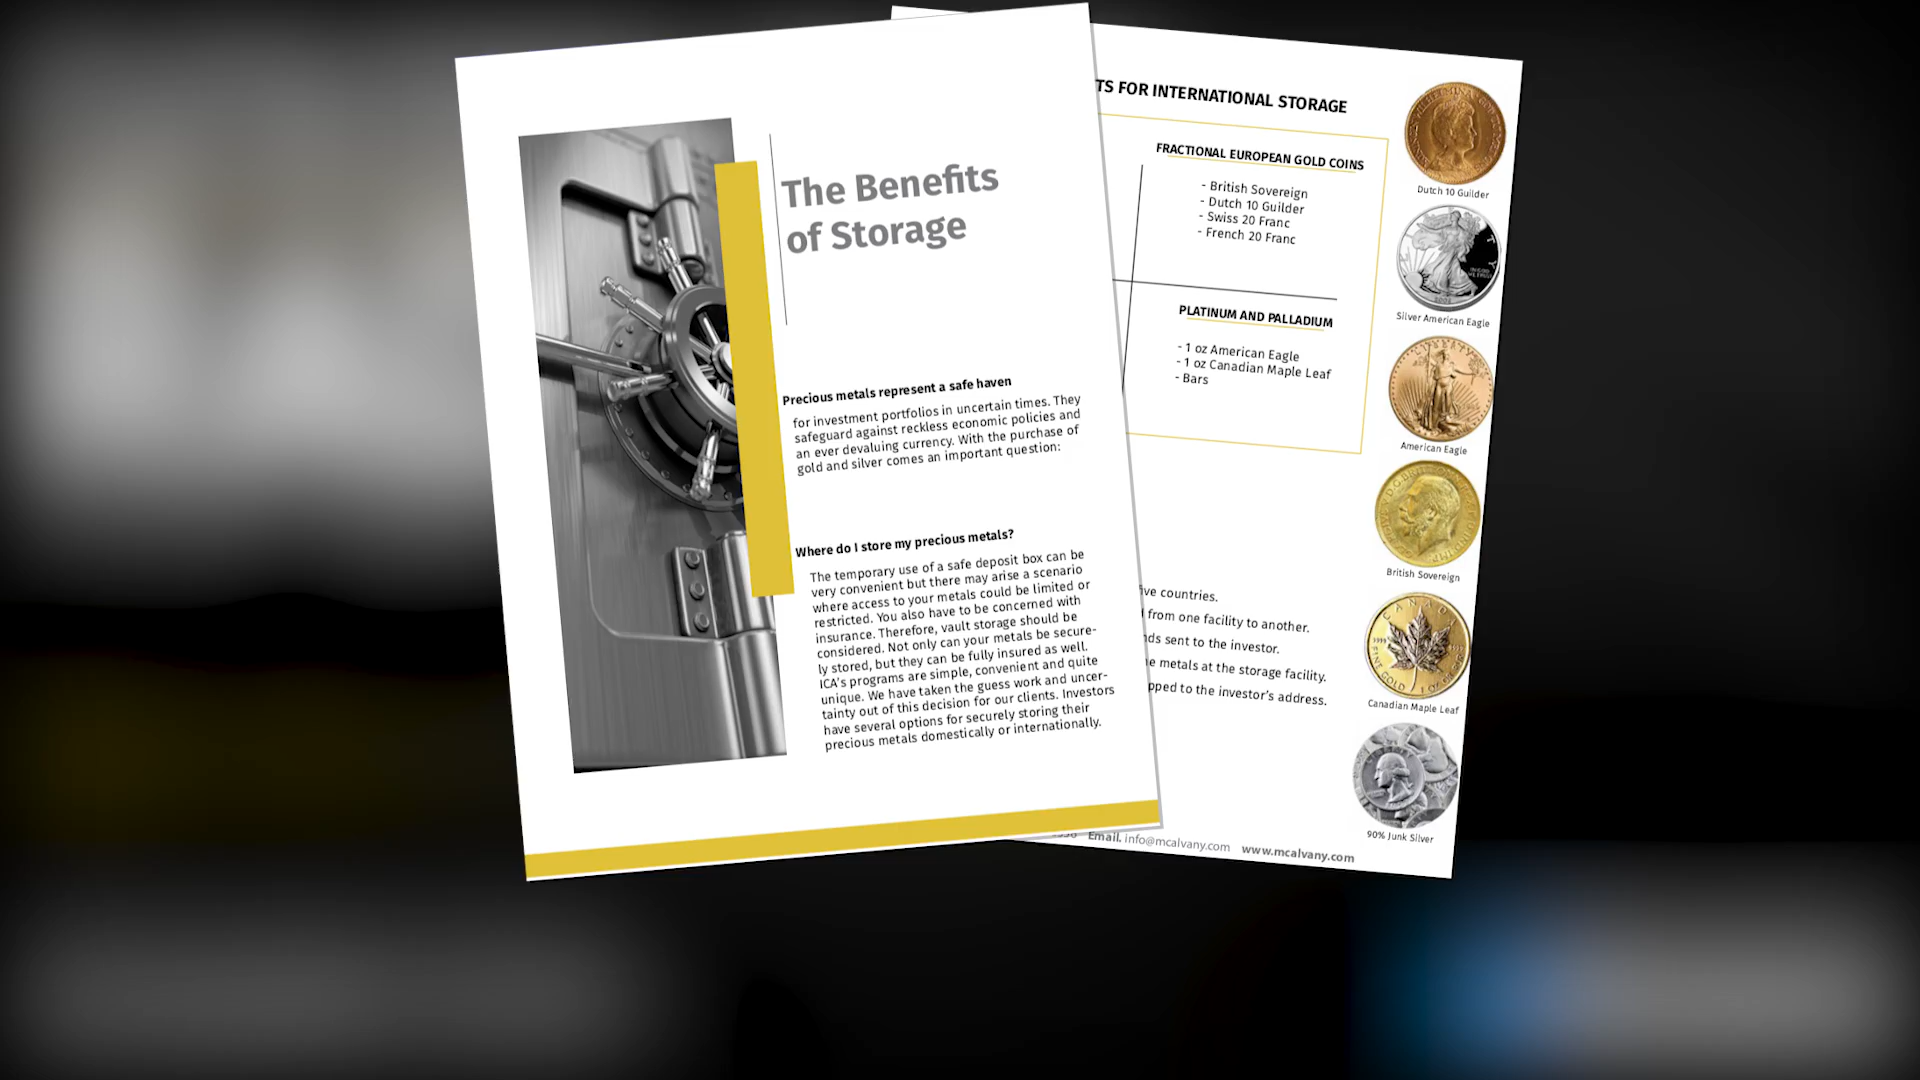 The Benefits
of Storage
Precious metals represent a safe haven
for investment portfolios in uncertain times. They
safeguard against reckless economic policies and
an ever devaluing currency. With the purchase of
gold and silver comes an important question:
Where do I store my precious metals?
The temporary use of a safe deposit box can be
very convenient but there may arise a scenario
where access to your metals could be limited or
restricted. You also have to be concerned with
insurance. Therefore, vault storage should be
considered. Not only can your metals be secure-
ly stored, but they can be fully insured as well.
ICA's programs are simple, convenient and quite
unique. We have taken the guess work and uncer-
tainty out of this decision for our clients. Investors
have several options for securely storing their
precious metals domestically or internationally.
TS FOR INTERNATIONAL STORAGE
FRACTIONAL EUROPEAN GOLD COINS
- British Sovereign
- Dutch 10 Guilder
- Swiss 20 Franc
- French 20 Franc
PLATINUM AND PALLADIUM
- 1 oz American Eagle
- 1 oz Canadian Maple Leaf
- Bars
ive countries.
from one facility to another.
nds sent to the investor.
e metals at the storage facility.
pped to the investor's address.
Email. info@mcalvany.com www.mcalvany.com
Dutch 10 Guilder
Silver American Eagle
American Eagle
British Sovereign
CANADA
FINE GOLD 1 OZ
Canadian Maple Leaf
90% Junk Silver